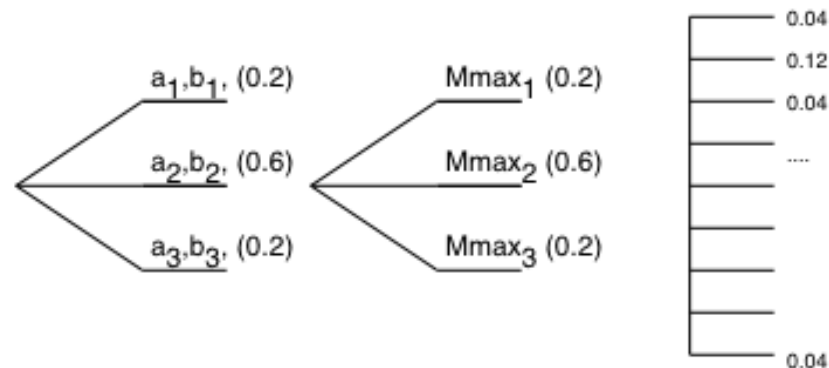 a1,b1, (0.2)
a2,b2, (0.6)
a3,b3, (0.2)
Mmax1 (0.2)
Mmax2 (0.6)
Mmax3 (0.2)
0.04
0.12
0.04
....
0.04